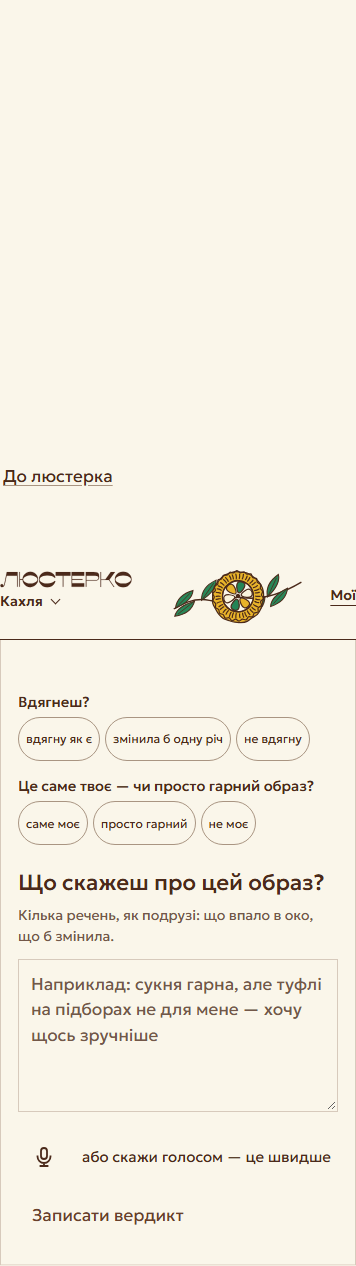 До люстерка
ЛЮСТЕРКО
Кахля
Мої
Вдягнеш?
вдягну як є
змінила б одну річ
не вдягну
Це саме твоє — чи просто гарний образ?
саме моє
просто гарний
не моє
Що скажеш про цей образ?
Кілька речень, як подрузі: що впало в око,
що б змінила.
Наприклад: сукня гарна, але туфлі
на підборах не для мене — хочу
щось зручніше
або скажи голосом — це швидше
Записати вердикт